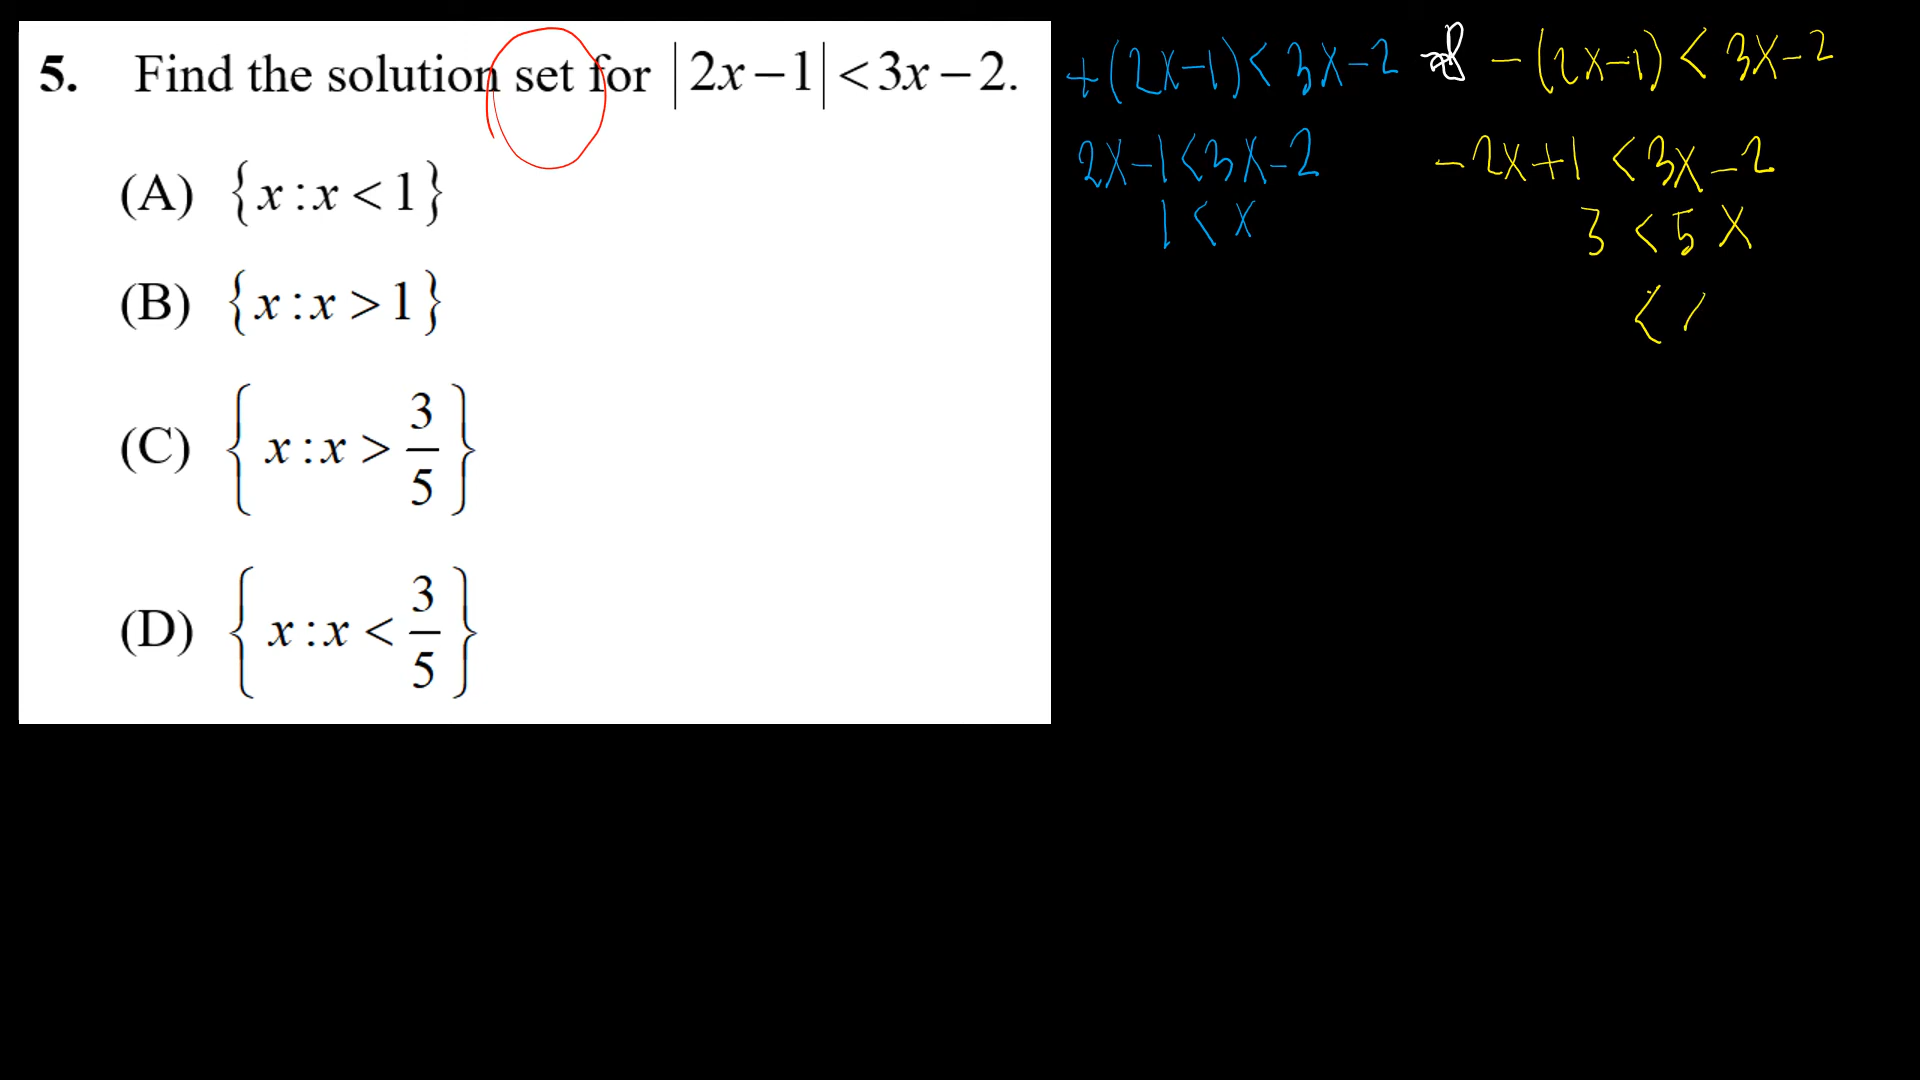 5. Find the solution set for |2x−1| < 3x−2.
(A) {x : x < 1}
(B) {x : x > 1}
(C) {x : x > 3/5}
(D) {x : x < 3/5}
+(2x−1) < 3x−2
2x−1 < 3x−2
1 < x
−(2x−1) < 3x−2
−2x+1 < 3x−2
3 < 5x
<